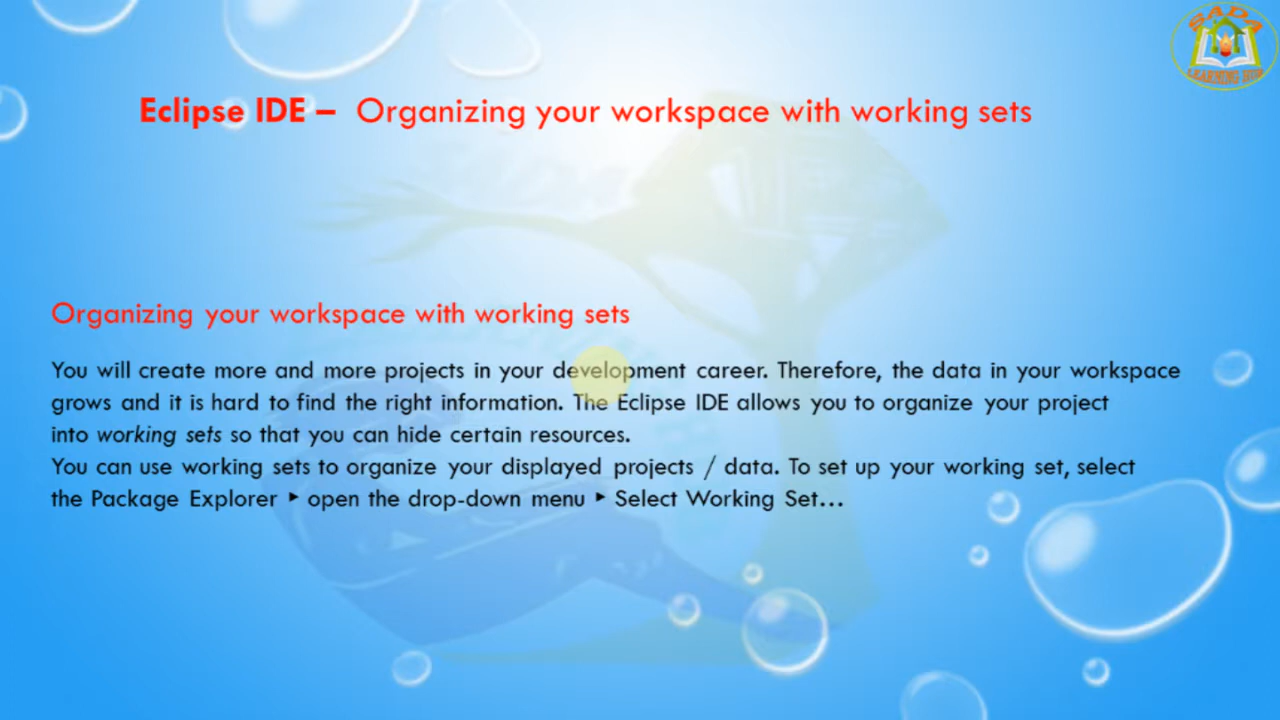 SADA
LEARNING HUB
Eclipse IDE – Organizing your workspace with working sets
Organizing your workspace with working sets
You will create more and more projects in your development career. Therefore, the data in your workspace
grows and it is hard to find the right information. The Eclipse IDE allows you to organize your project
into working sets so that you can hide certain resources.
You can use working sets to organize your displayed projects / data. To set up your working set, select
the Package Explorer ▸ open the drop-down menu ▸ Select Working Set…